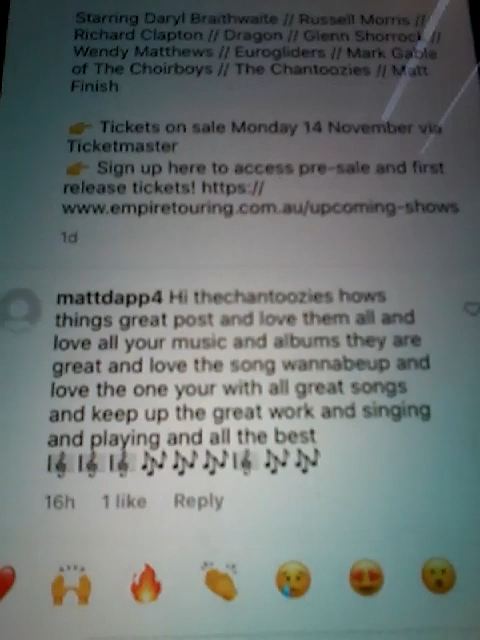 Starring Daryl Braithwaite // Russell Morris //
Richard Clapton // Dragon // Glenn Shorrock //
Wendy Matthews // Eurogliders // Mark Gable
of The Choirboys // The Chantoozies // Matt
Finish
👉 Tickets on sale Monday 14 November via
Ticketmaster
👉 Sign up here to access pre-sale and first
release tickets! https://
www.empiretouring.com.au/upcoming-shows
1d
mattdapp4 Hi thechantoozies hows
things great post and love them all and
love all your music and albums they are
great and love the song wannabeup and
love the one your with all great songs
and keep up the great work and singing
and playing and all the best
16h 1 like Reply